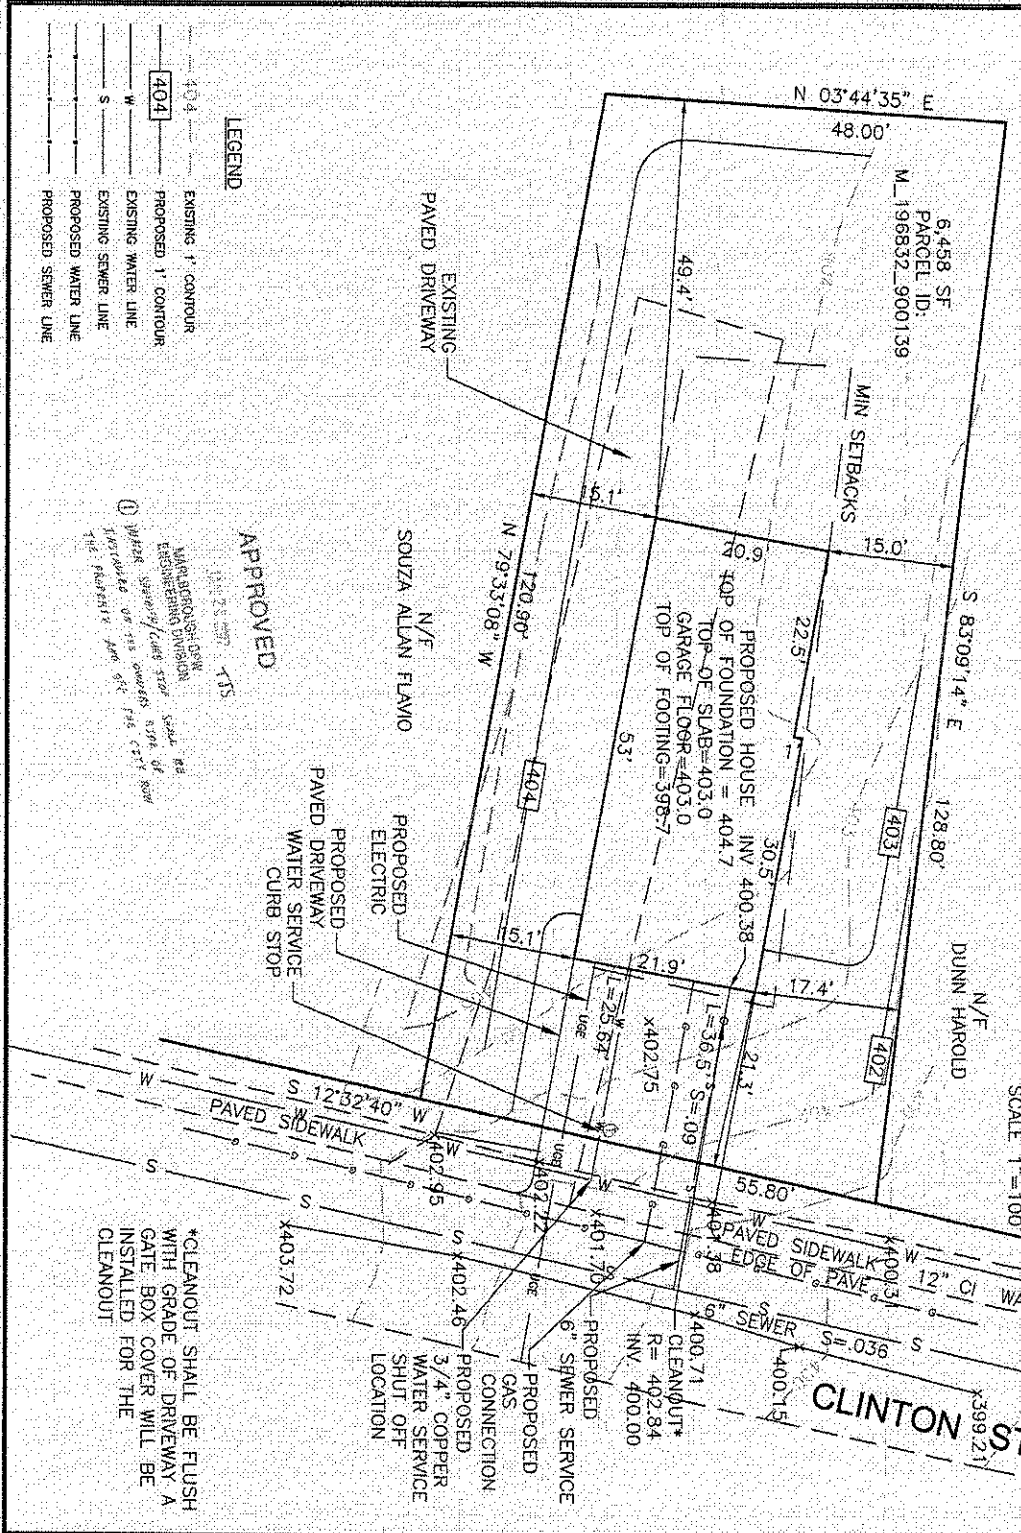 N 03°44'35" E
48.00'
6,458 SF
PARCEL ID:
M_196832_900139
49.4'
MIN SETBACKS
EXISTING
PAVED DRIVEWAY
LEGEND
404 EXISTING 1' CONTOUR
404 PROPOSED 1' CONTOUR
W EXISTING WATER LINE
S EXISTING SEWER LINE
PROPOSED WATER LINE
PROPOSED SEWER LINE
15.1'
20.9'
15.0'
S 83°09'14" E
128.80'
22.5'
1'
30.5'
403
PROPOSED HOUSE
TOP OF FOUNDATION = 404.7
TOP OF SLAB=403.0
GARAGE FLOOR=403.0
TOP OF FOOTING=398.7
INV 400.38
53'
N 79°33'08" W
120.90'
404
N/F
SOUZA ALLAN FLAVIO
N/F
DUNN HAROLD
SCALE 1"=100
APPROVED
TJS
MARLBOROUGH DPW
ENGINEERING DIVISION
PROPOSED
ELECTRIC
PROPOSED
PAVED DRIVEWAY
WATER SERVICE
CURB STOP
15.1'
21.9'
17.4'
402
L=25.64'
W
UGE
x402.75
L=36.5' S=.09
S
21.3'
S 12°32'40" W
55.80'
PAVED SIDEWALK
x402.95
x402.22
x401.70
x401.38
x400.31
PAVED SIDEWALK
EDGE OF PAVE
12" CI WA
x403.72
x402.46
x400.71
x400.15
x399.21
6" SEWER S=.036
CLINTON ST
CLEANOUT*
R= 402.84
INV 400.00
PROPOSED
6" SEWER SERVICE
PROPOSED
GAS
CONNECTION
PROPOSED
3/4" COPPER
WATER SERVICE
SHUT OFF
LOCATION
*CLEANOUT SHALL BE FLUSH
WITH GRADE OF DRIVEWAY. A
GATE BOX COVER WILL BE
INSTALLED FOR THE
CLEANOUT